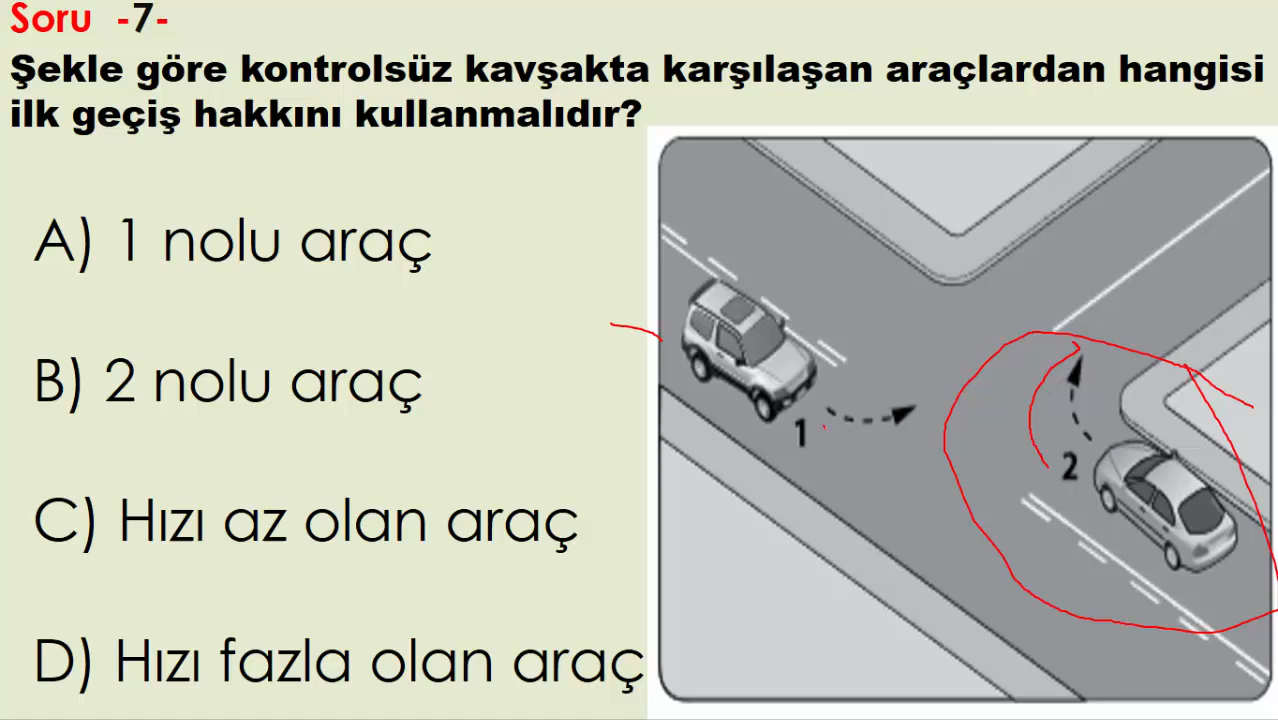 Soru -7-
Şekle göre kontrolsüz kavşakta karşılaşan araçlardan hangisi
ilk geçiş hakkını kullanmalıdır?
A) 1 nolu araç
B) 2 nolu araç
C) Hızı az olan araç
D) Hızı fazla olan araç
1
2